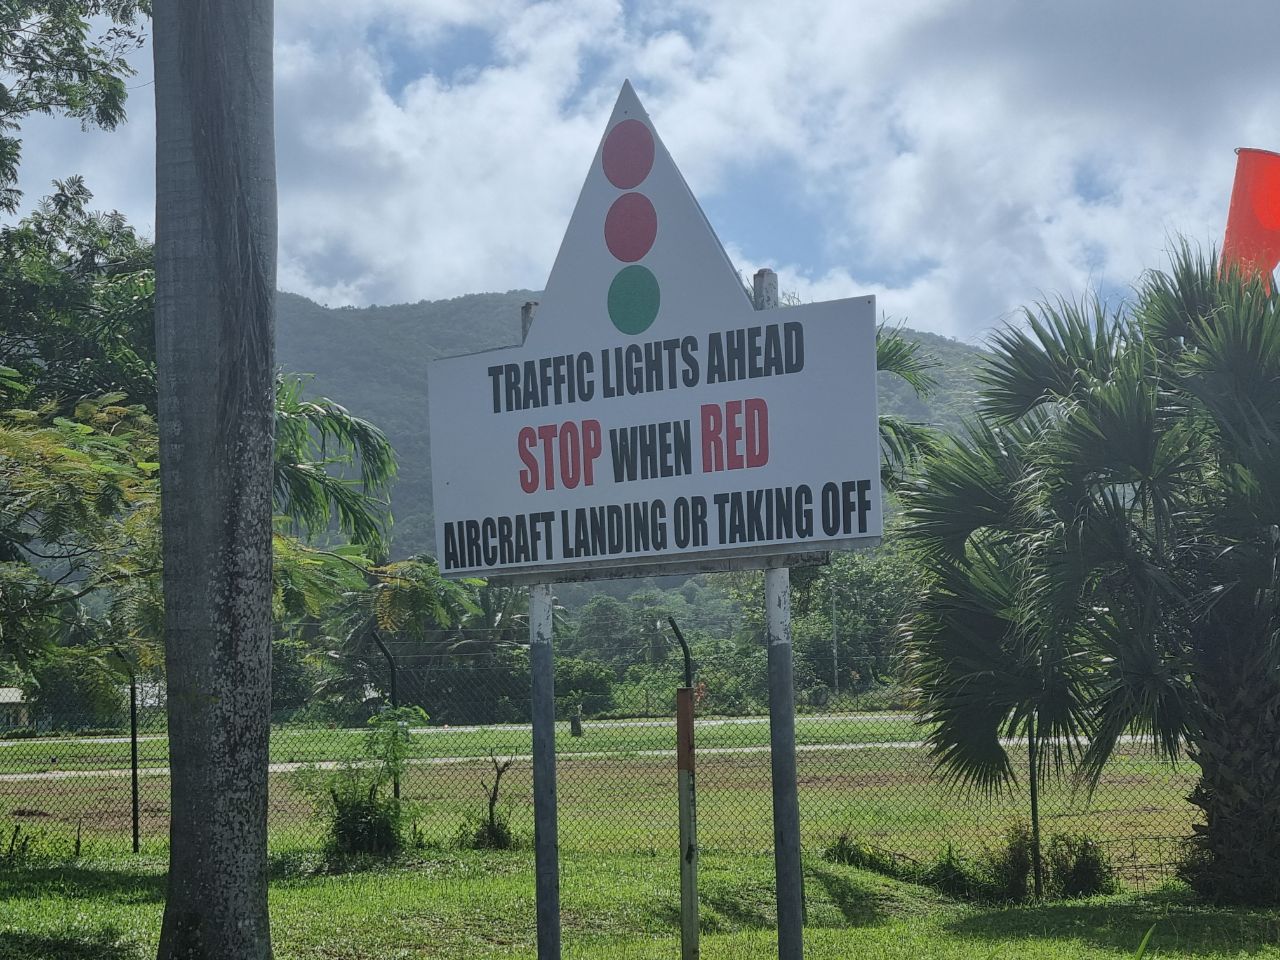 TRAFFIC LIGHTS AHEAD
STOP WHEN RED
AIRCRAFT LANDING OR TAKING OFF